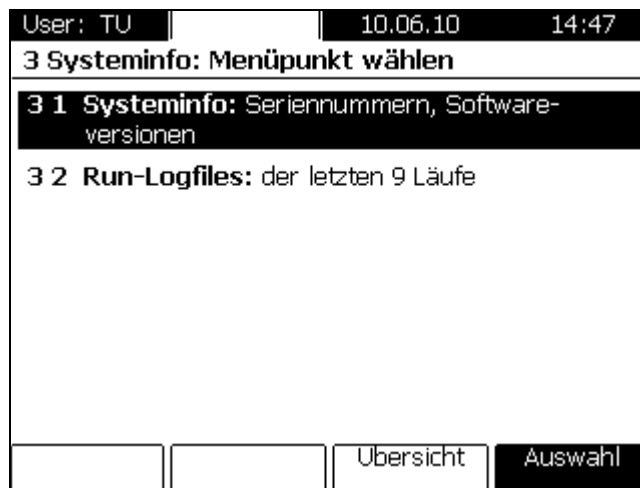 User: TU 10.06.10 14:47
3 Systeminfo: Menüpunkt wählen
3 1 Systeminfo: Seriennummern, Software-
versionen
3 2 Run-Logfiles: der letzten 9 Läufe
Übersicht Auswahl